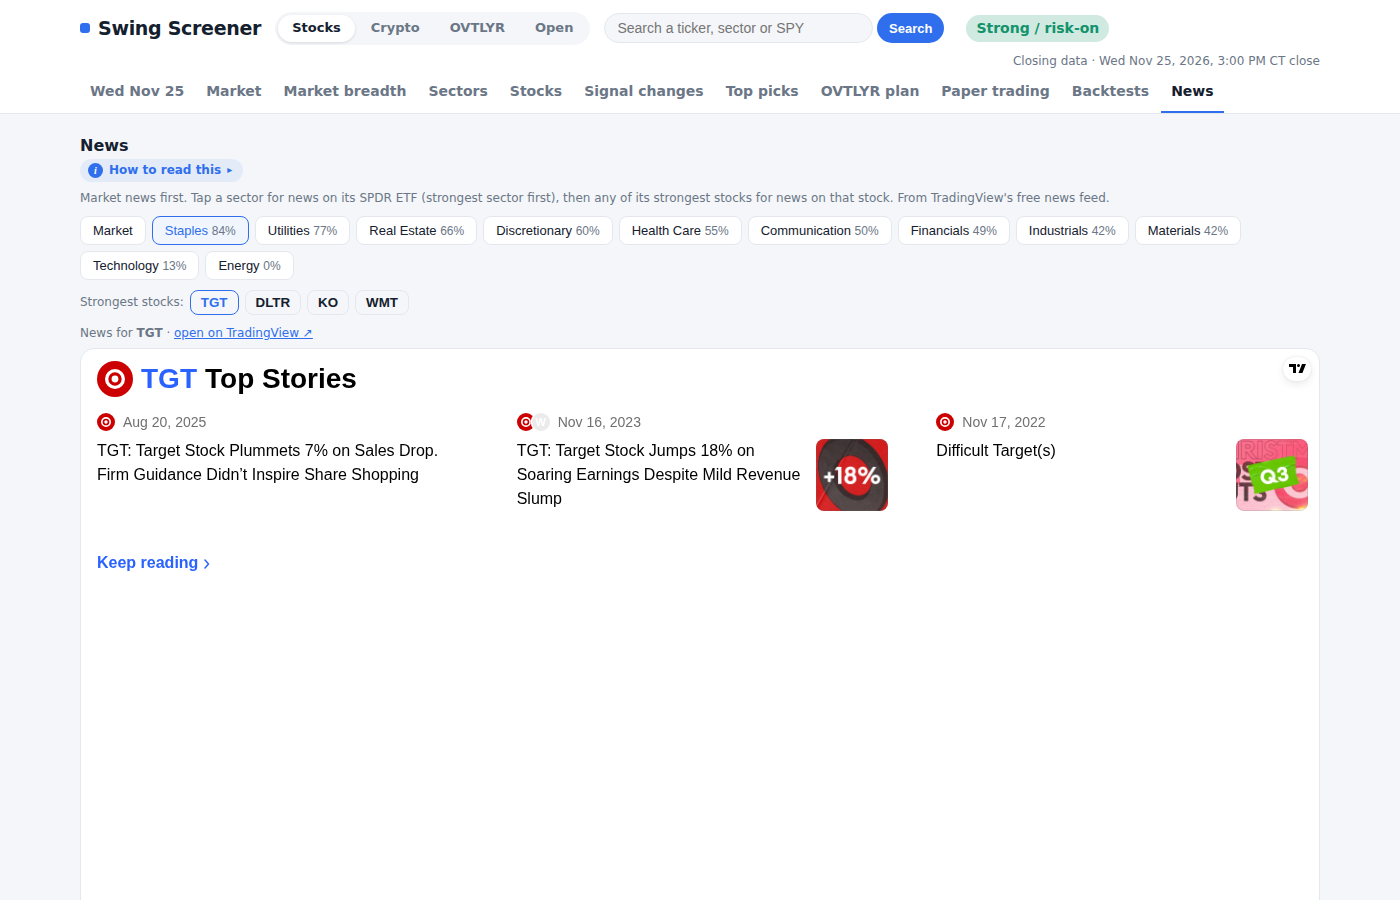 Swing Screener
Stocks
Crypto
OVTLYR
Open
Search a ticker, sector or SPY
Search
Strong / risk-on
Closing data · Wed Nov 25, 2026, 3:00 PM CT close
Wed Nov 25
Market
Market breadth
Sectors
Stocks
Signal changes
Top picks
OVTLYR plan
Paper trading
Backtests
News
News
i How to read this ▸
Market news first. Tap a sector for news on its SPDR ETF (strongest sector first), then any of its strongest stocks for news on that stock. From TradingView's free news feed.
Market
Staples 84%
Utilities 77%
Real Estate 66%
Discretionary 60%
Health Care 55%
Communication 50%
Financials 49%
Industrials 42%
Materials 42%
Technology 13%
Energy 0%
Strongest stocks:
TGT
DLTR
KO
WMT
News for TGT · open on TradingView ↗
TGT Top Stories
Aug 20, 2025
TGT: Target Stock Plummets 7% on Sales Drop.
Firm Guidance Didn’t Inspire Share Shopping
W
Nov 16, 2023
TGT: Target Stock Jumps 18% on
Soaring Earnings Despite Mild Revenue
Slump
+18%
Nov 17, 2022
Difficult Target(s)
Q3
Keep reading ›